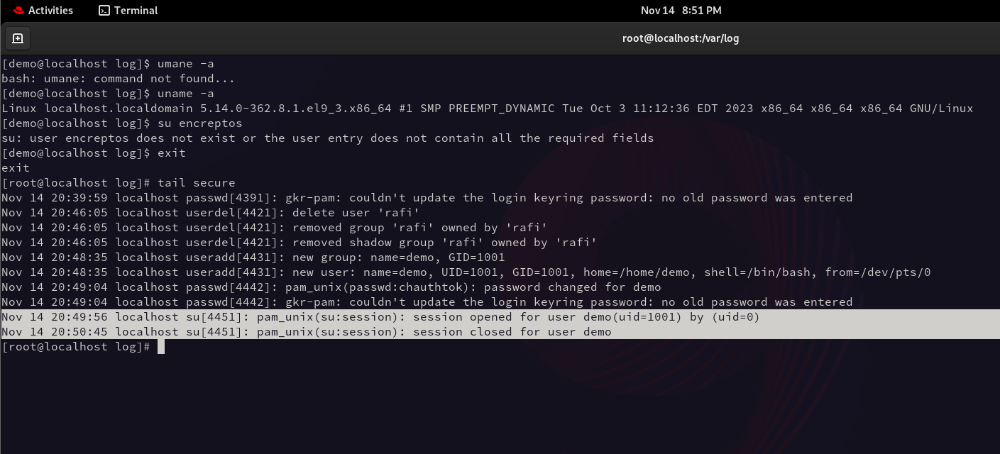 Activities Terminal Nov 14 8:51 PM
root@localhost:/var/log
[demo@localhost log]$ umane -a
bash: umane: command not found...
[demo@localhost log]$ uname -a
Linux localhost.localdomain 5.14.0-362.8.1.el9_3.x86_64 #1 SMP PREEMPT_DYNAMIC Tue Oct 3 11:12:36 EDT 2023 x86_64 x86_64 x86_64 GNU/Linux
[demo@localhost log]$ su encreptos
su: user encreptos does not exist or the user entry does not contain all the required fields
[demo@localhost log]$ exit
exit
[root@localhost log]# tail secure
Nov 14 20:39:59 localhost passwd[4391]: gkr-pam: couldn't update the login keyring password: no old password was entered
Nov 14 20:46:05 localhost userdel[4421]: delete user 'rafi'
Nov 14 20:46:05 localhost userdel[4421]: removed group 'rafi' owned by 'rafi'
Nov 14 20:46:05 localhost userdel[4421]: removed shadow group 'rafi' owned by 'rafi'
Nov 14 20:48:35 localhost useradd[4431]: new group: name=demo, GID=1001
Nov 14 20:48:35 localhost useradd[4431]: new user: name=demo, UID=1001, GID=1001, home=/home/demo, shell=/bin/bash, from=/dev/pts/0
Nov 14 20:49:04 localhost passwd[4442]: pam_unix(passwd:chauthtok): password changed for demo
Nov 14 20:49:04 localhost passwd[4442]: gkr-pam: couldn't update the login keyring password: no old password was entered
Nov 14 20:49:56 localhost su[4451]: pam_unix(su:session): session opened for user demo(uid=1001) by (uid=0)
Nov 14 20:50:45 localhost su[4451]: pam_unix(su:session): session closed for user demo
[root@localhost log]#